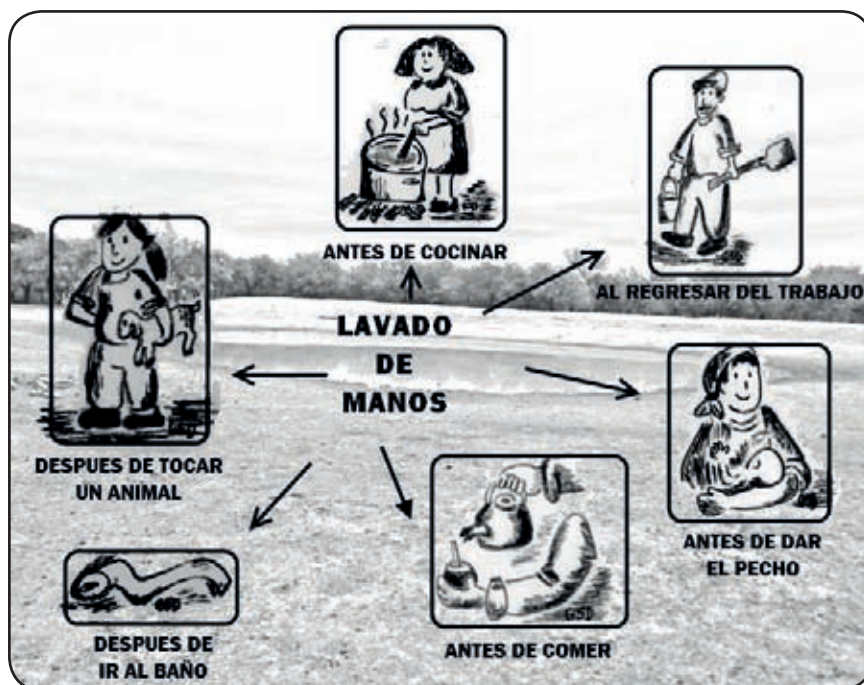 ANTES DE COCINAR
AL REGRESAR DEL TRABAJO
LAVADO
DE
MANOS
DESPUES DE TOCAR
UN ANIMAL
ANTES DE DAR
EL PECHO
DESPUES DE
IR AL BAÑO
ANTES DE COMER
GSD